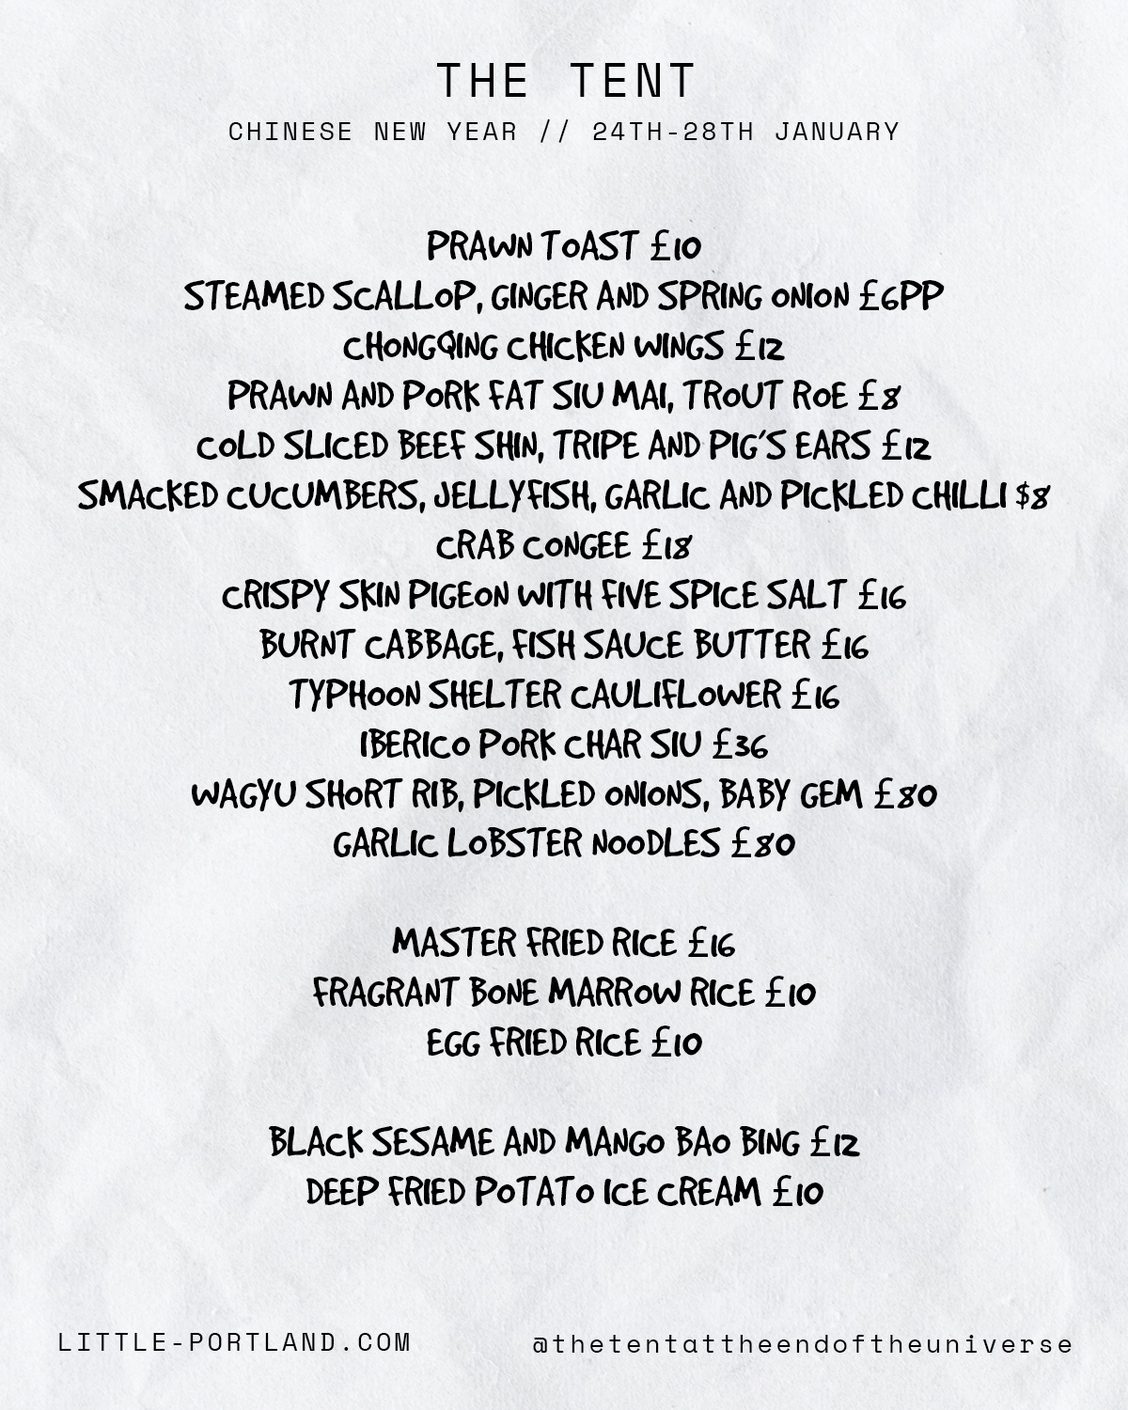 THE TENT
CHINESE NEW YEAR // 24TH-28TH JANUARY
PRAWN TOAST £10
STEAMED SCALLOP, GINGER AND SPRING ONION £6PP
CHONGQING CHICKEN WINGS £12
PRAWN AND PORK FAT SIU MAI, TROUT ROE £8
COLD SLICED BEEF SHIN, TRIPE AND PIG'S EARS £12
SMACKED CUCUMBERS, JELLYFISH, GARLIC AND PICKLED CHILLI $8
CRAB CONGEE £18
CRISPY SKIN PIGEON WITH FIVE SPICE SALT £16
BURNT CABBAGE, FISH SAUCE BUTTER £16
TYPHOON SHELTER CAULIFLOWER £16
IBERICO PORK CHAR SIU £36
WAGYU SHORT RIB, PICKLED ONIONS, BABY GEM £80
GARLIC LOBSTER NOODLES £80
MASTER FRIED RICE £16
FRAGRANT BONE MARROW RICE £10
EGG FRIED RICE £10
BLACK SESAME AND MANGO BAO BING £12
DEEP FRIED POTATO ICE CREAM £10
LITTLE-PORTLAND.COM
@thetentattheendoftheuniverse